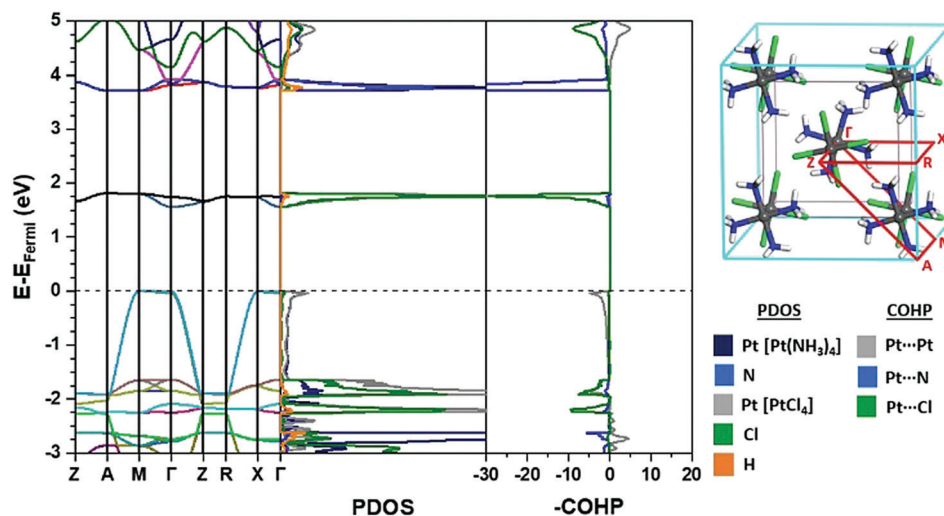 E-E_Fermi (eV)
5
4
3
2
1
0
-1
-2
-3
Z A M Γ Z R X Γ
-30 -20 -10 0 10 20
PDOS
-COHP
Γ
X
Z
R
M
A
PDOS COHP
Pt [Pt(NH₃)₄] Pt···Pt
N Pt···N
Pt [PtCl₄] Pt···Cl
Cl
H